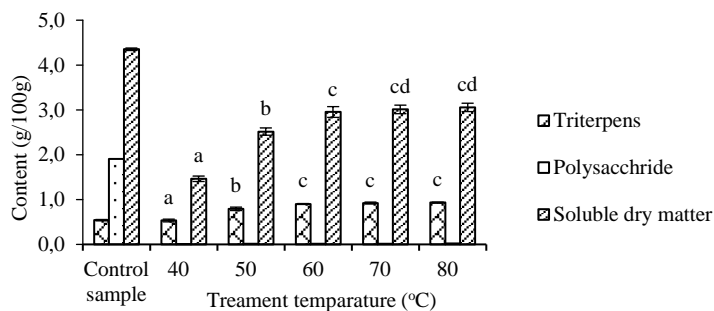 Content (g/100g)
5,0
4,0
3,0
2,0
1,0
0,0
a
a
b
b
c
c
c
cd
c
cd
Control sample
40
50
60
70
80
Treament temparature (ºC)
Triterpens
Polysacchride
Soluble dry matter